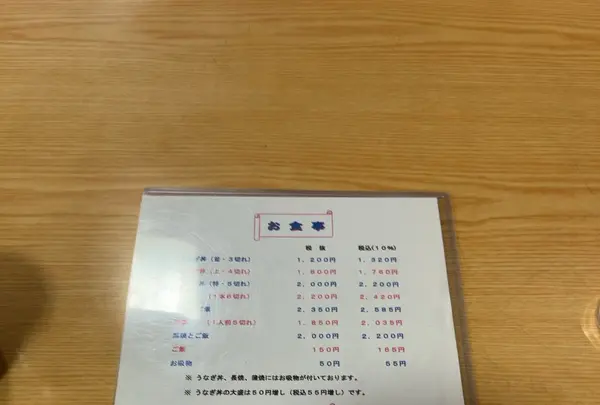 お食事
税抜 税込(10%)
丼（並・3切れ） 1，200円 1，320円
（上・4切れ） 1，600円 1，760円
丼（特・5切れ） 2，000円 2，200円
（1本6切れ） 2，200円 2，420円
2，350円 2，585円
（1人前5切れ） 1，850円 2，035円
とご飯 2，000円 2，200円
ご飯 150円 165円
お吸物 50円 55円
※ うなぎ丼、長焼、蒲焼にはお吸物が付いております。
※ うなぎ丼の大盛は50円増し（税込55円増し）です。